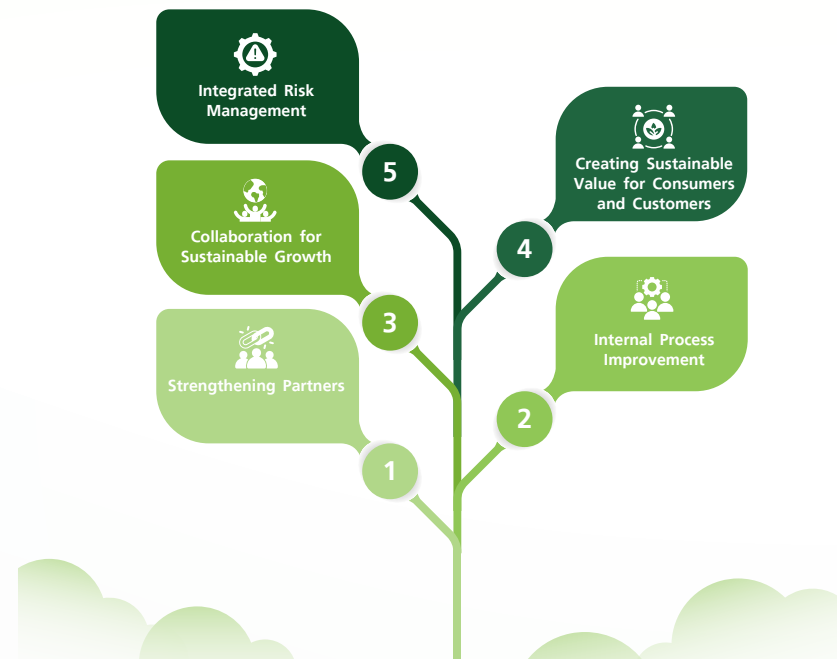 Integrated Risk
Management
5
Creating Sustainable
Value for Consumers
and Customers
4
Collaboration for
Sustainable Growth
3
Internal Process
Improvement
2
Strengthening Partners
1